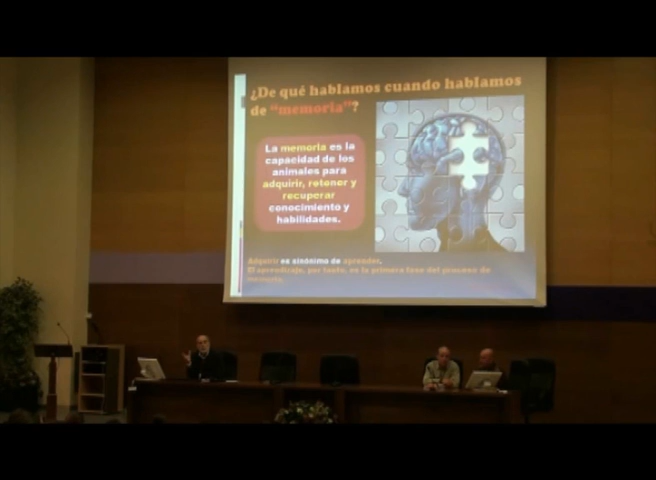 ¿De qué hablamos cuando hablamos
de "memoria"?
La memoria es la
capacidad de los
animales para
adquirir, retener y
recuperar
conocimiento y
habilidades.
Adquirir es sinónimo de aprender.
El aprendizaje, por tanto, es la primera fase del proceso de
memoria.